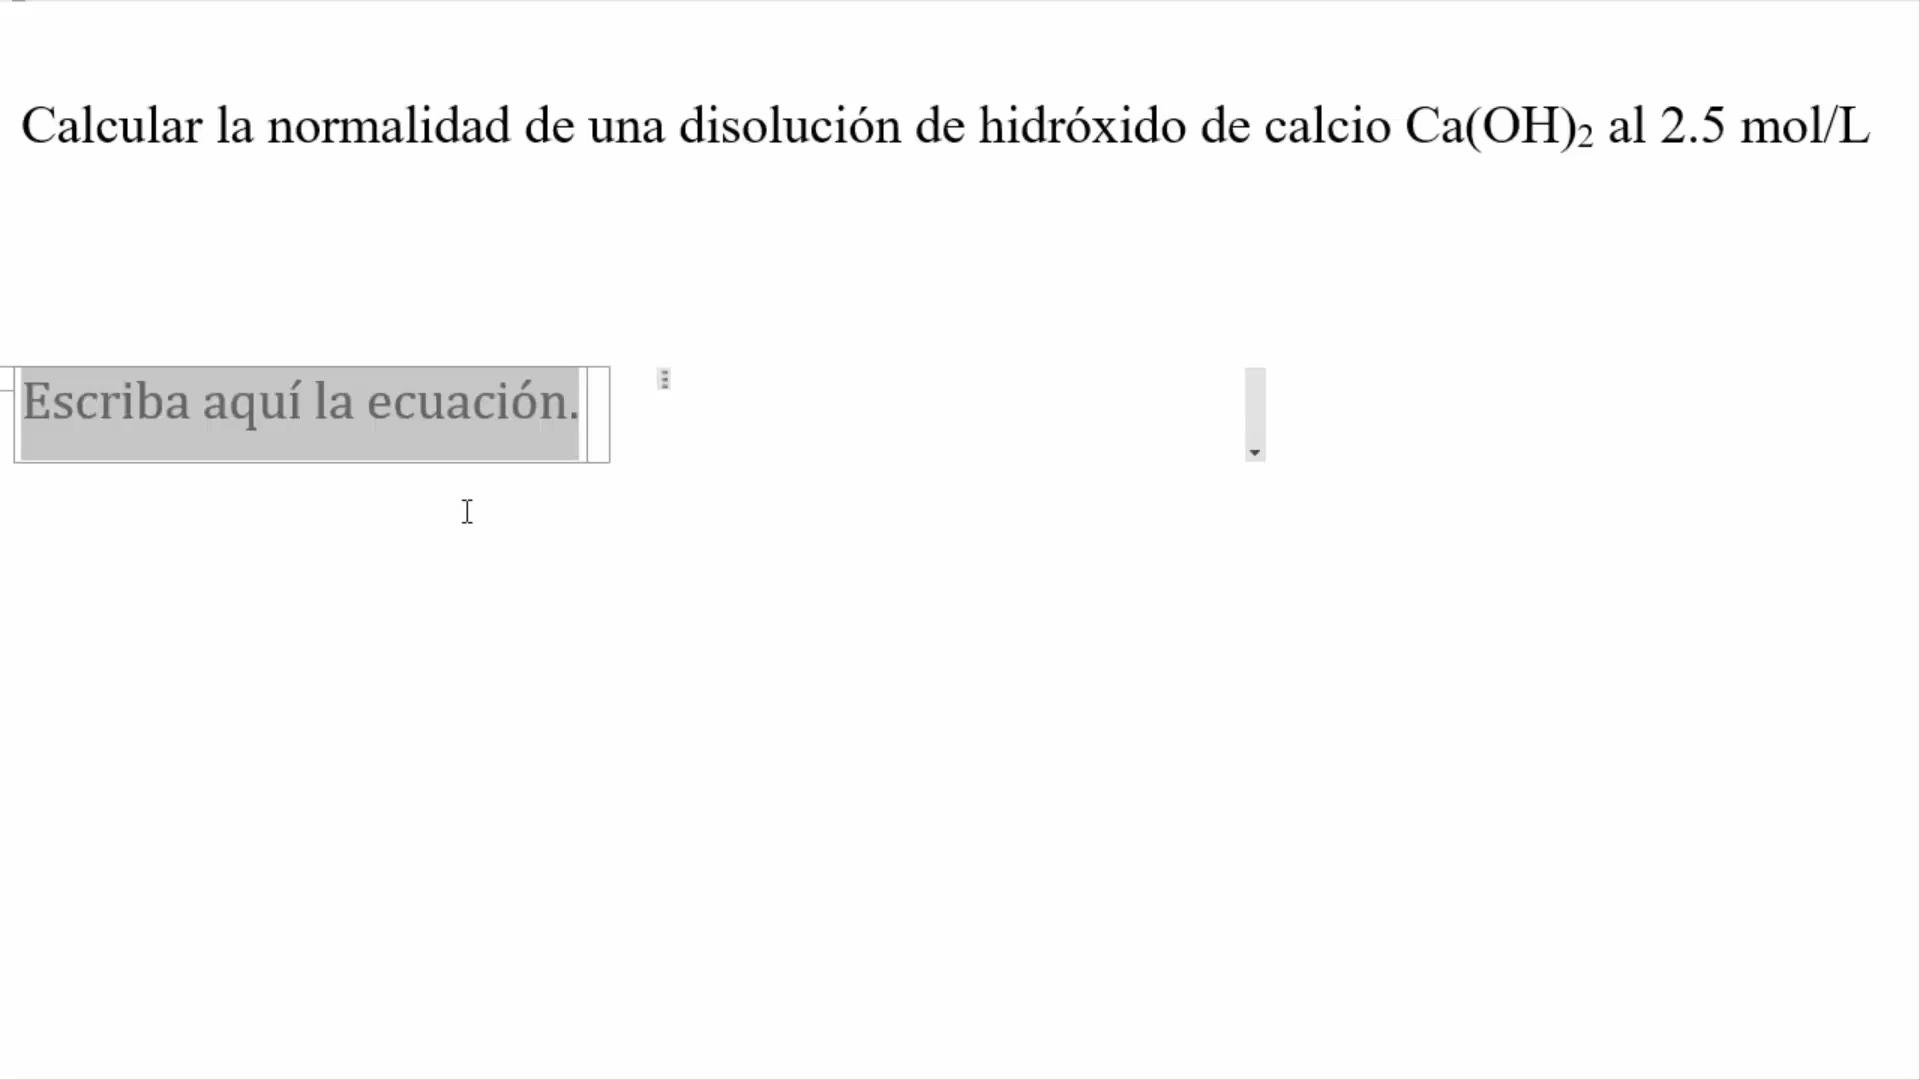 Calcular la normalidad de una disolución de hidróxido de calcio Ca(OH)₂ al 2.5 mol/L
Escriba aquí la ecuación.